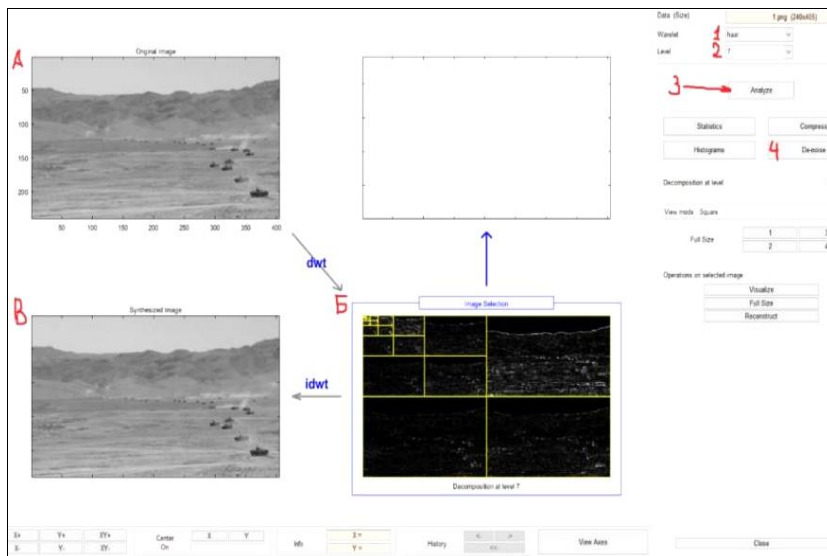 Data (Size)
1.png (240x405)
Wavelet
1
haar
Level
2
7
3
Analyze
Statistics
Compress
Histograms
4
De-noise
Decomposition at level
View mode Square
Full Size
1
3
2
4
Operations on selected image
Visualize
Full Size
Reconstruct
А
Original Image
50
100
150
200
50
100
150
200
250
300
350
400
dwt
Б
Image Selection
idwt
Decomposition at level 7
В
Synthesized Image
X+
Y+
XY+
X-
Y-
XY-
Center
On
X
Y
Info
X =
Y =
History
<-
->
<<-
View Axes
Close